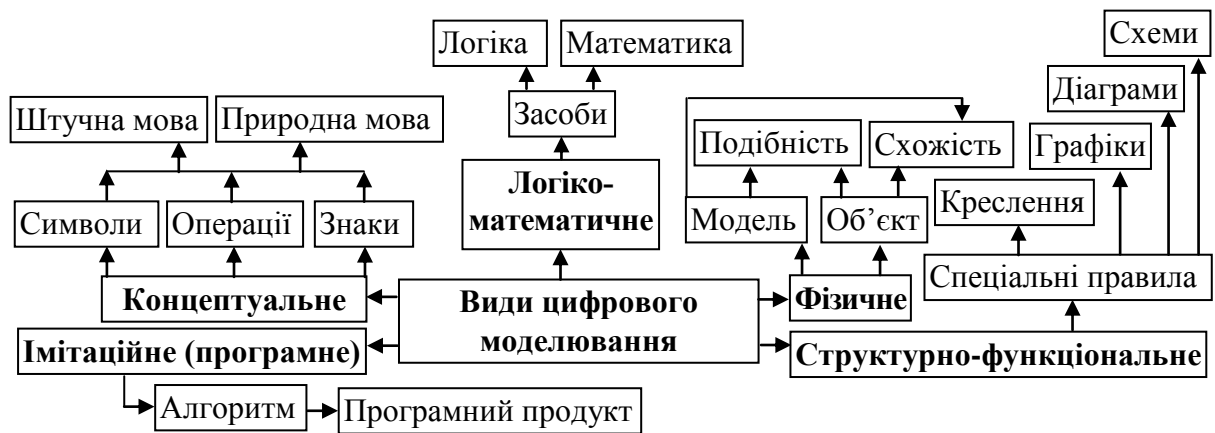 Схеми
Логіка
Математика
Діаграми
Засоби
Штучна мова
Природна мова
Подібність
Схожість
Графіки
Логіко-
математичне
Креслення
Символи
Операції
Знаки
Модель
Об’єкт
Спеціальні правила
Концептуальне
Види цифрового
моделювання
Фізичне
Імітаційне (програмне)
Структурно-функціональне
Алгоритм
Програмний продукт